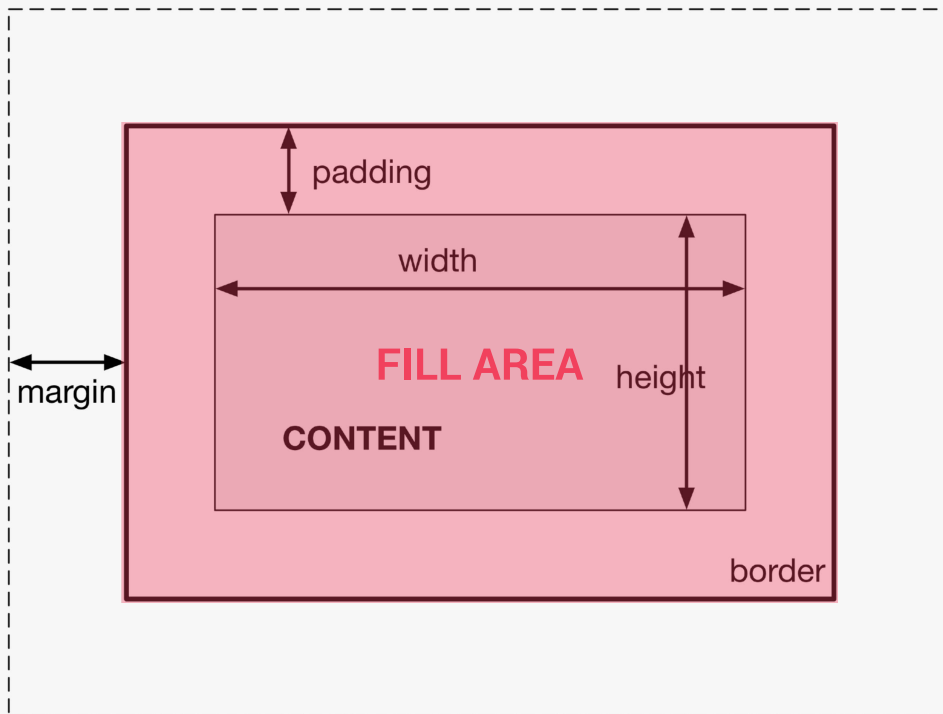 padding
width
FILL AREA
height
margin
CONTENT
border